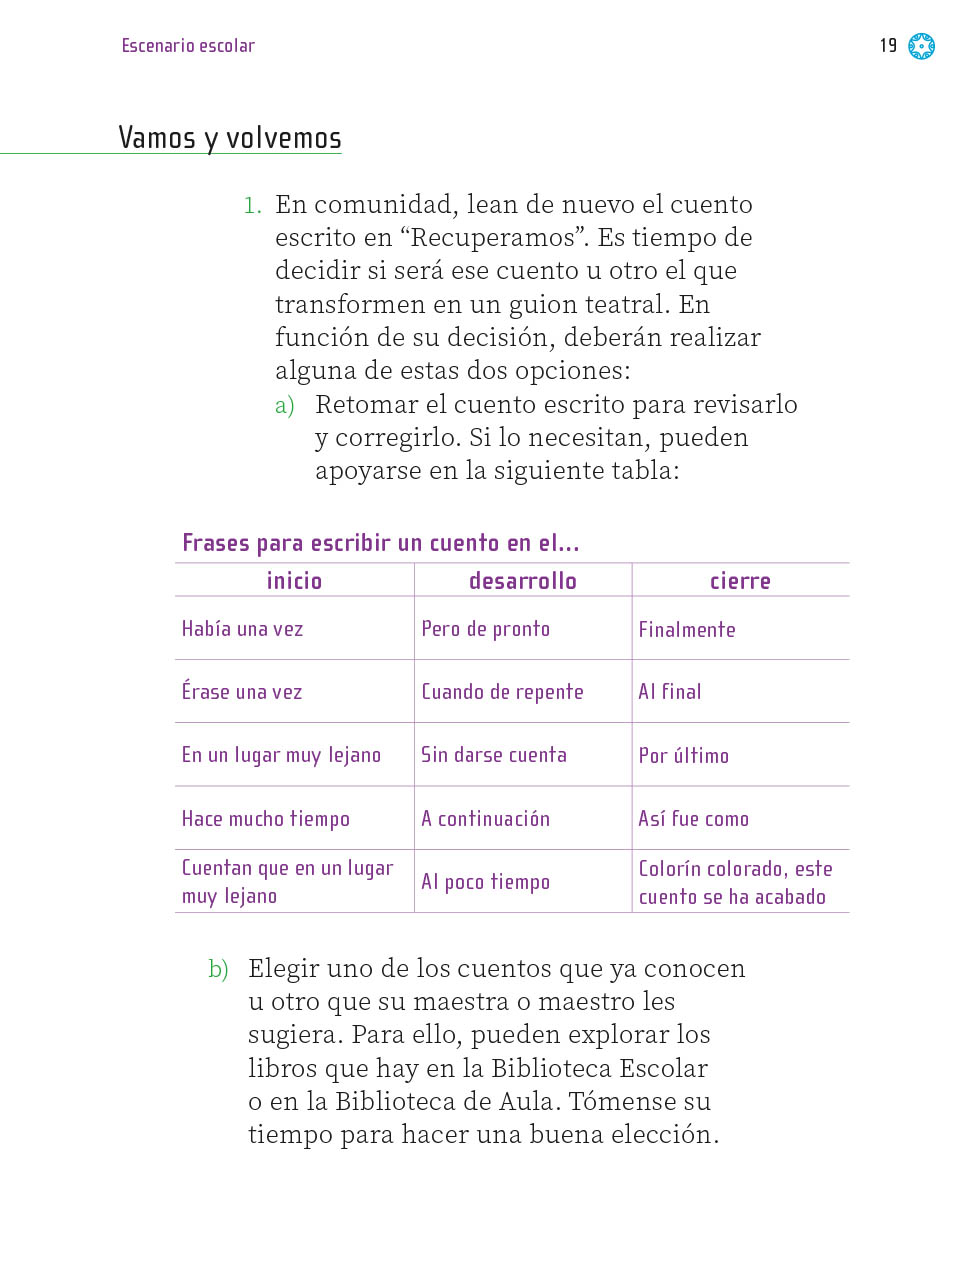 Escenario escolar
19
Vamos y volvemos
1. En comunidad, lean de nuevo el cuento
escrito en “Recuperamos”. Es tiempo de
decidir si será ese cuento u otro el que
transformen en un guion teatral. En
función de su decisión, deberán realizar
alguna de estas dos opciones:
a) Retomar el cuento escrito para revisarlo
y corregirlo. Si lo necesitan, pueden
apoyarse en la siguiente tabla:
Frases para escribir un cuento en el...
inicio desarrollo cierre
Había una vez Pero de pronto Finalmente
Érase una vez Cuando de repente Al final
En un lugar muy lejano Sin darse cuenta Por último
Hace mucho tiempo A continuación Así fue como
Cuentan que en un lugar
muy lejano
Al poco tiempo
Colorín colorado, este
cuento se ha acabado
b) Elegir uno de los cuentos que ya conocen
u otro que su maestra o maestro les
sugiera. Para ello, pueden explorar los
libros que hay en la Biblioteca Escolar
o en la Biblioteca de Aula. Tómense su
tiempo para hacer una buena elección.